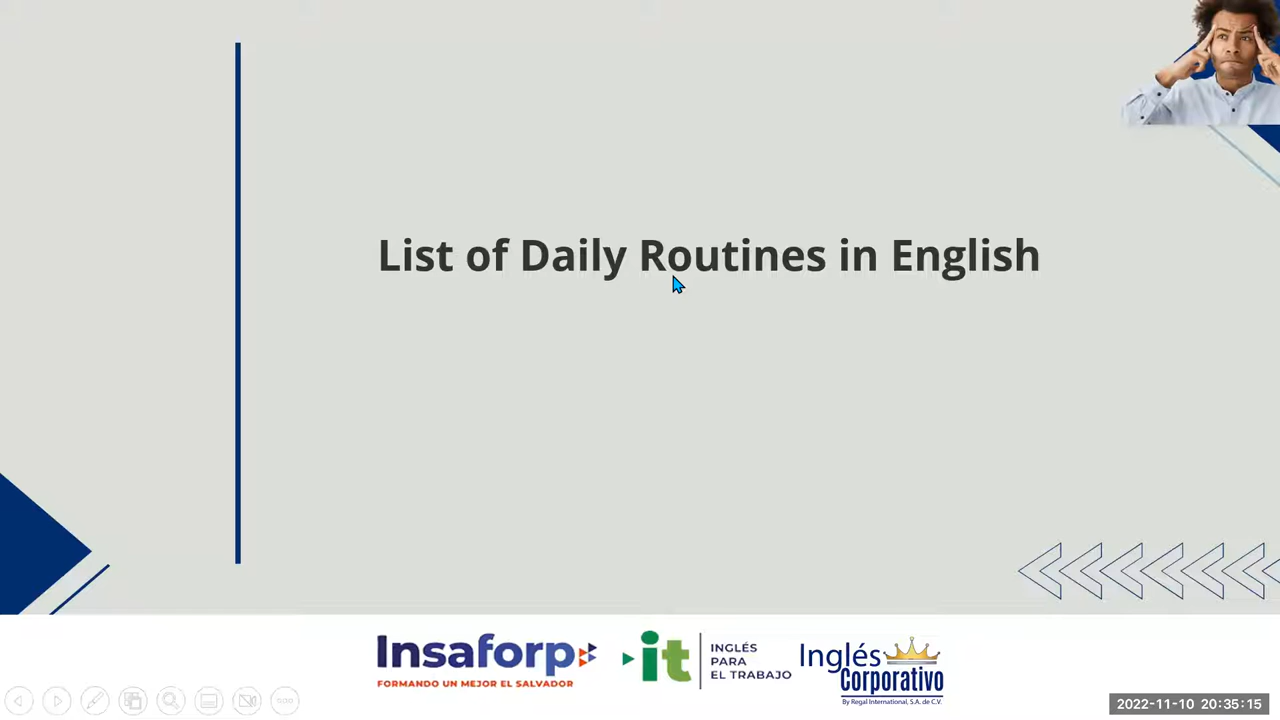 List of Daily Routines in English
Insaforp
FORMANDO UN MEJOR EL SALVADOR
it
INGLÉS
PARA
EL TRABAJO
Inglés
Corporativo
By Regal International, S.A. de C.V.
2022-11-10 20:35:15